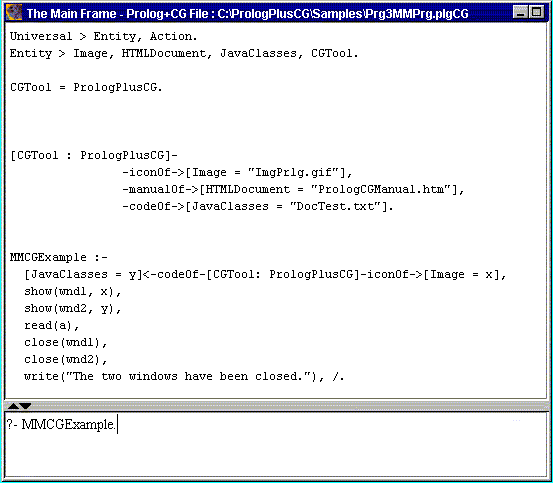 The Main Frame - Prolog+CG File : C:\PrologPlusCG\Samples\Prg3MMPrg.plgCG
Universal > Entity, Action.
Entity > Image, HTMLDocument, JavaClasses, CGTool.
CGTool = PrologPlusCG.
[CGTool : PrologPlusCG]-
-iconOf->[Image = "ImgPrlg.gif"],
-manualOf->[HTMLDocument = "PrologCGManual.htm"],
-codeOf->[JavaClasses = "DocTest.txt"].
MMCGExample :-
[JavaClasses = y]<-codeOf-[CGTool: PrologPlusCG]-iconOf->[Image = x],
show(wnd1, x),
show(wnd2, y),
read(a),
close(wnd1),
close(wnd2),
write("The two windows have been closed."), /.
?- MMCGExample.